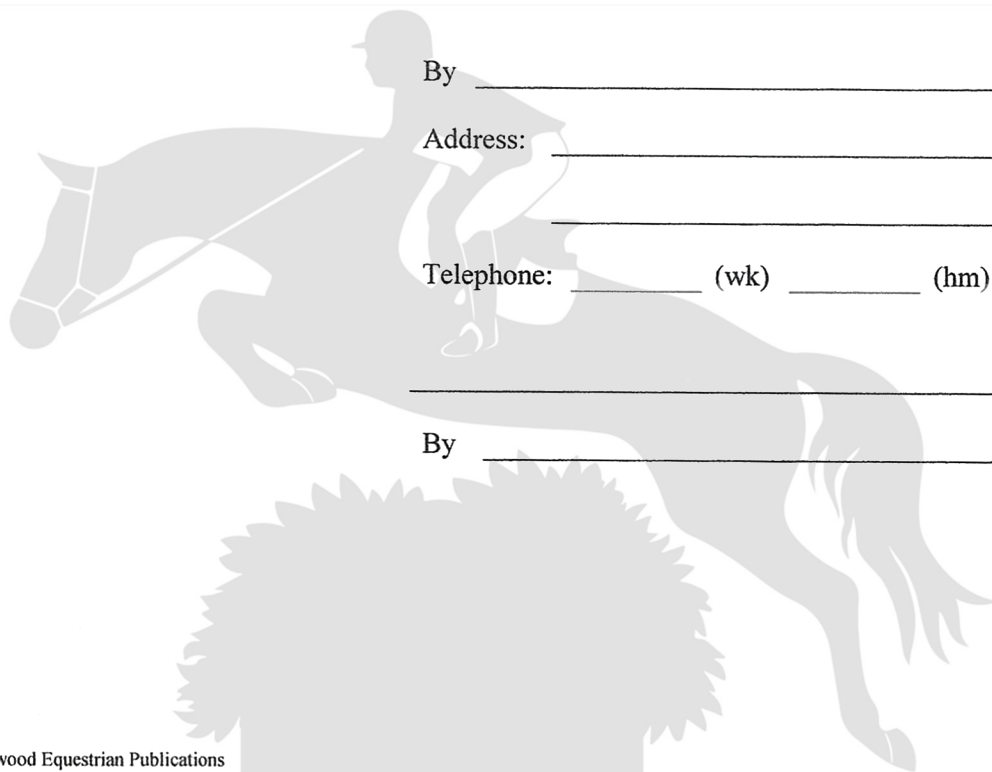 By
Address:
Telephone: (wk) (hm)
By
wood Equestrian Publications